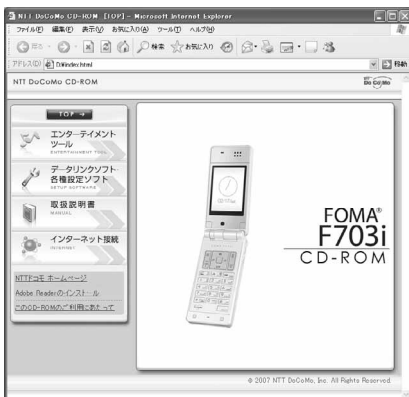 NTT DoCoMo CD-ROM [TOP] - Microsoft Internet Explorer
ファイル(F) 編集(E) 表示(V) お気に入り(A) ツール(T) ヘルプ(H)
戻る 検索 お気に入り
アドレス(D) D:¥index.html 移動
NTT DoCoMo CD-ROM
DoCoMo
TOP →
エンターテイメント
ツール
ENTERTAINMENT TOOL
データリンクソフト
各種設定ソフト
SETUP SOFTWARE
取扱説明書
MANUAL
インターネット接続
INTERNET
NTTドコモ ホームページ
Adobe Readerのインストール
このCD-ROMのご利用にあたって
FOMA®
F703i
CD-ROM
© 2007 NTT DoCoMo, Inc. All Rights Reserved.